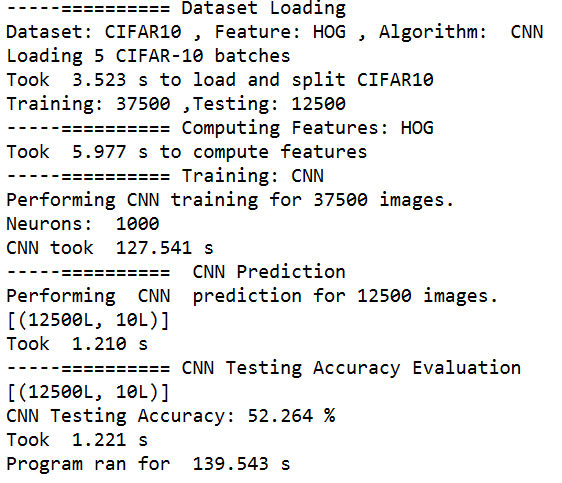 -----========== Dataset Loading
Dataset: CIFAR10 , Feature: HOG , Algorithm:  CNN
Loading 5 CIFAR-10 batches
Took  3.523 s to load and split CIFAR10
Training: 37500 ,Testing: 12500
-----========== Computing Features: HOG
Took  5.977 s to compute features
-----========== Training: CNN
Performing CNN training for 37500 images.
Neurons:  1000
CNN took  127.541 s
-----==========  CNN Prediction
Performing  CNN  prediction for 12500 images.
[(12500L, 10L)]
Took  1.210 s
-----========== CNN Testing Accuracy Evaluation
[(12500L, 10L)]
CNN Testing Accuracy: 52.264 %
Took  1.221 s
Program ran for  139.543 s